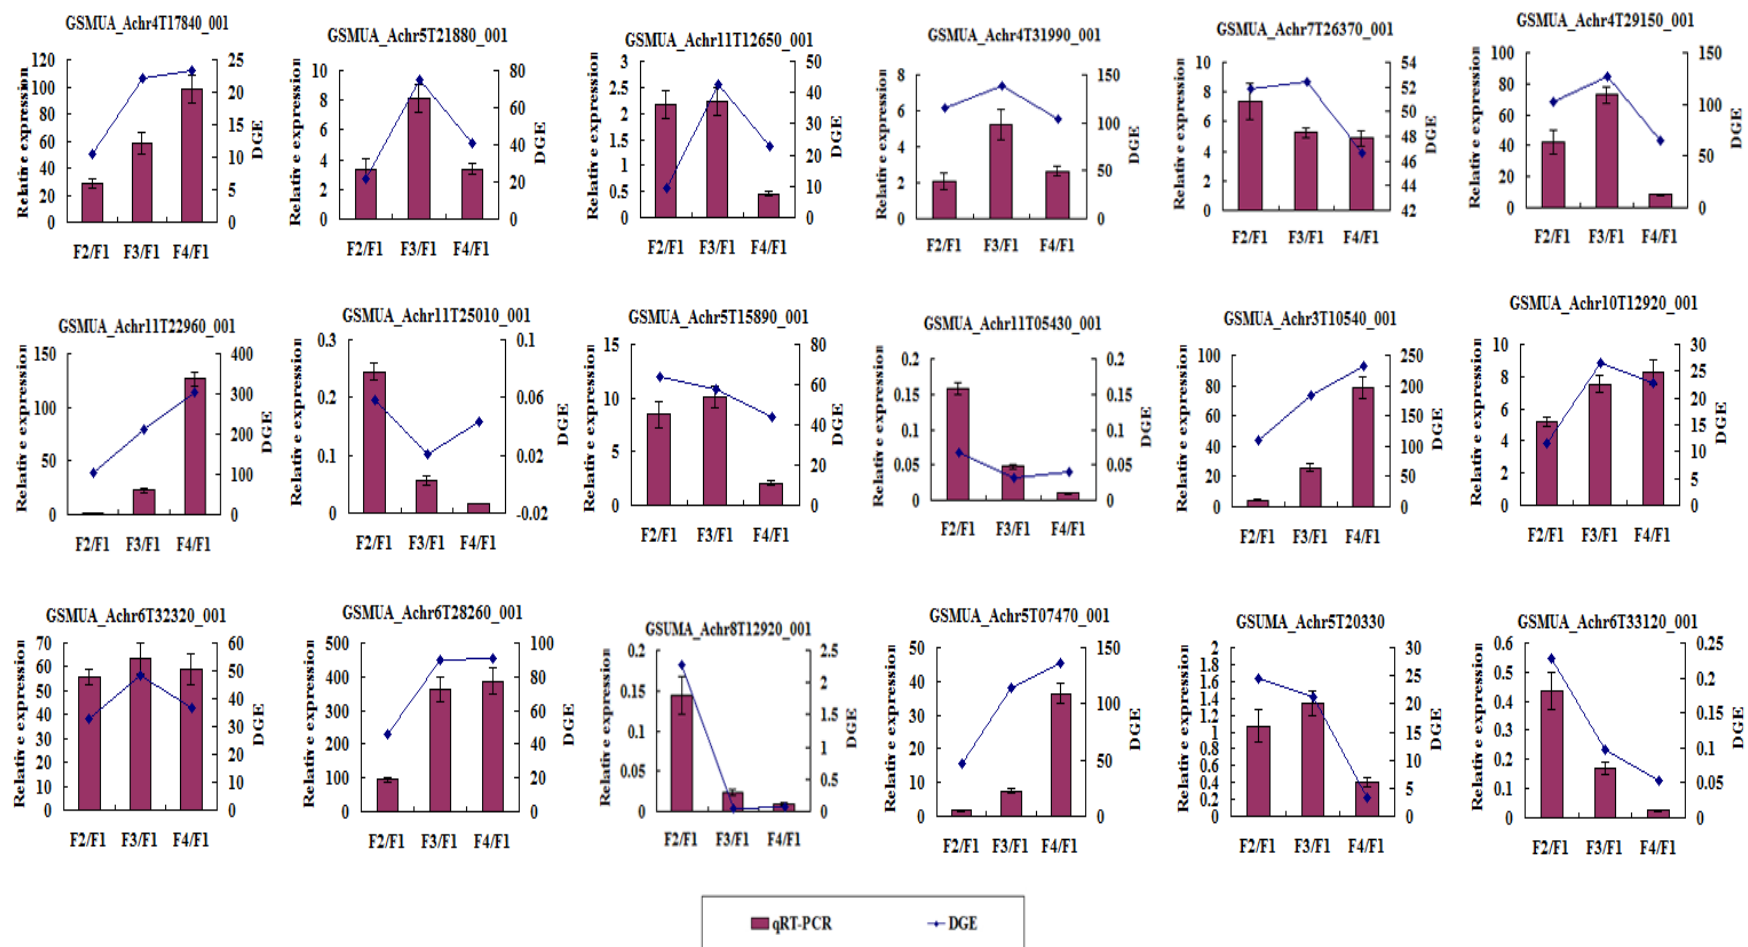 GSMUA_Achr4T17840_001
Relative expression
120
100
80
60
40
20
0
25
20
15
10
5
0
DGE
F2/F1 F3/F1 F4/F1
GSMUA_Achr5T21880_001
Relative expression
10
8
6
4
2
0
80
60
40
20
0
DGE
F2/F1 F3/F1 F4/F1
GSMUA_Achr11T12650_001
Relative expression
3
2.5
2
1.5
1
0.5
0
50
40
30
20
10
0
DGE
F2/F1 F3/F1 F4/F1
GSMUA_Achr4T31990_001
Relative expression
8
6
4
2
0
150
100
50
0
DGE
F2/F1 F3/F1 F4/F1
GSMUA_Achr7T26370_001
Relative expression
10
8
6
4
2
0
54
52
50
48
46
44
42
DGE
F2/F1 F3/F1 F4/F1
GSMUA_Achr4T29150_001
Relative expression
100
80
60
40
20
0
150
100
50
0
DGE
F2/F1 F3/F1 F4/F1
GSMUA_Achr11T22960_001
Relative expression
150
100
50
0
400
300
200
100
0
DGE
F2/F1 F3/F1 F4/F1
GSMUA_Achr11T25010_001
Relative expression
0.3
0.2
0.1
0
0.1
0.06
0.02
-0.02
DGE
F2/F1 F3/F1 F4/F1
GSMUA_Achr5T15890_001
Relative expression
15
10
5
0
80
60
40
20
0
DGE
F2/F1 F3/F1 F4/F1
GSMUA_Achr11T05430_001
Relative expression
0.2
0.15
0.1
0.05
0
0.2
0.15
0.1
0.05
0
DGE
F2/F1 F3/F1 F4/F1
GSMUA_Achr3T10540_001
Relative expression
100
80
60
40
20
0
250
200
150
100
50
0
DGE
F2/F1 F3/F1 F4/F1
GSMUA_Achr10T12920_001
Relative expression
10
8
6
4
2
0
30
25
20
15
10
5
0
DGE
F2/F1 F3/F1 F4/F1
GSMUA_Achr6T32320_001
Relative expression
70
60
50
40
30
20
10
0
60
50
40
30
20
10
0
DGE
F2/F1 F3/F1 F4/F1
GSMUA_Achr6T28260_001
Relative expression
500
400
300
200
100
0
100
80
60
40
20
0
DGE
F2/F1 F3/F1 F4/F1
GSUMA_Achr8T12920_001
Relative expression
0.2
0.15
0.1
0.05
0
2.5
2
1.5
1
0.5
0
DGE
F2/F1 F3/F1 F4/F1
GSMUA_Achr5T07470_001
Relative expression
50
40
30
20
10
0
150
100
50
0
DGE
F2/F1 F3/F1 F4/F1
GSUMA_Achr5T20330
Relative expression
2
1.8
1.6
1.4
1.2
1
0.8
0.6
0.4
0.2
0
30
25
20
15
10
5
0
DGE
F2/F1 F3/F1 F4/F1
GSMUA_Achr6T33120_001
Relative expression
0.6
0.5
0.4
0.3
0.2
0.1
0
0.25
0.2
0.15
0.1
0.05
0
DGE
F2/F1 F3/F1 F4/F1
qRT-PCR DGE